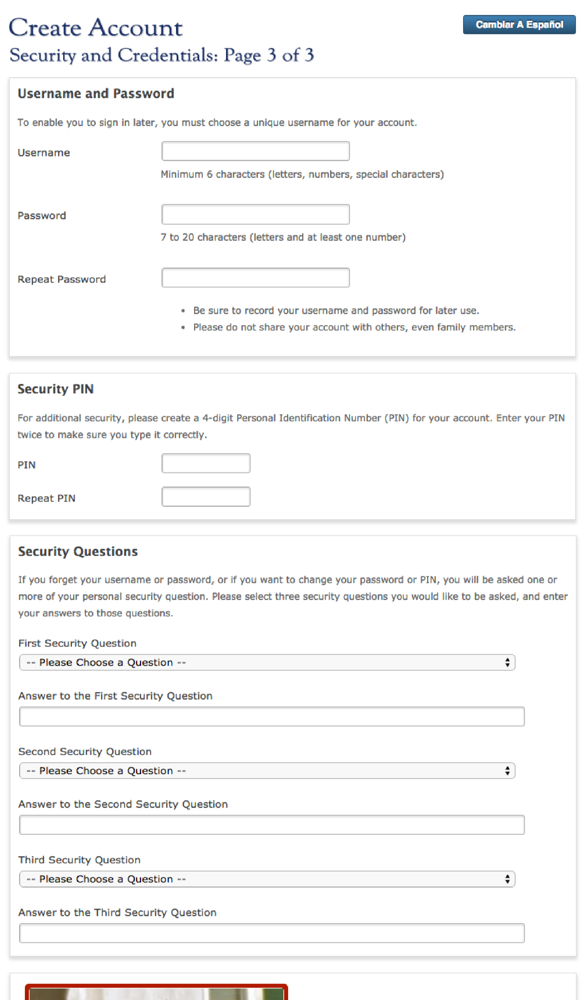 Create Account
Cambiar A Español
Security and Credentials: Page 3 of 3
Username and Password
To enable you to sign in later, you must choose a unique username for your account.
Username
Minimum 6 characters (letters, numbers, special characters)
Password
7 to 20 characters (letters and at least one number)
Repeat Password
• Be sure to record your username and password for later use.
• Please do not share your account with others, even family members.
Security PIN
For additional security, please create a 4-digit Personal Identification Number (PIN) for your account. Enter your PIN
twice to make sure you type it correctly.
PIN
Repeat PIN
Security Questions
If you forget your username or password, or if you want to change your password or PIN, you will be asked one or
more of your personal security question. Please select three security questions you would like to be asked, and enter
your answers to those questions.
First Security Question
-- Please Choose a Question --
Answer to the First Security Question
Second Security Question
-- Please Choose a Question --
Answer to the Second Security Question
Third Security Question
-- Please Choose a Question --
Answer to the Third Security Question